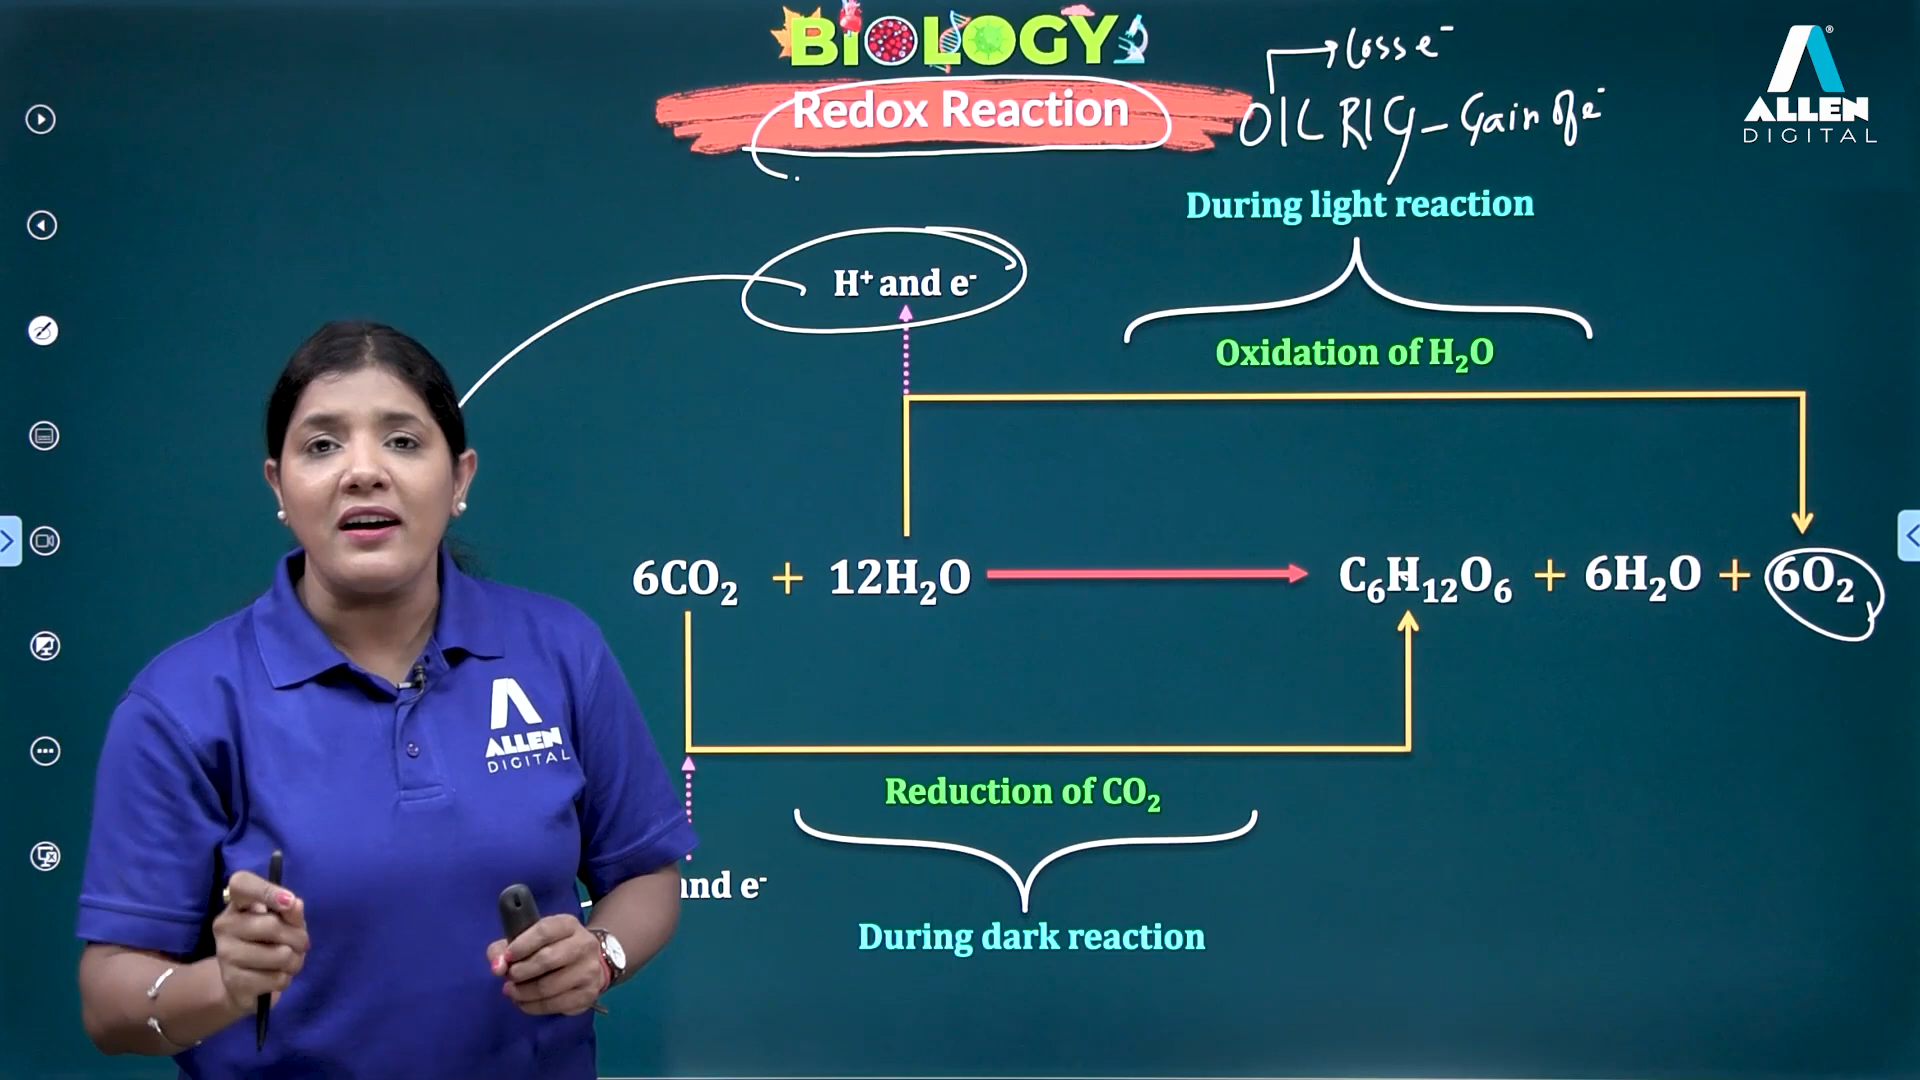 BIOLOGY
Redox Reaction
Loss e⁻
OIL RIG – Gain of e⁻
ALLEN
DIGITAL
During light reaction
H⁺ and e⁻
Oxidation of H₂O
6CO₂ + 12H₂O → C₆H₁₂O₆ + 6H₂O + 6O₂
ALLEN
DIGITAL
Reduction of CO₂
and e⁻
During dark reaction